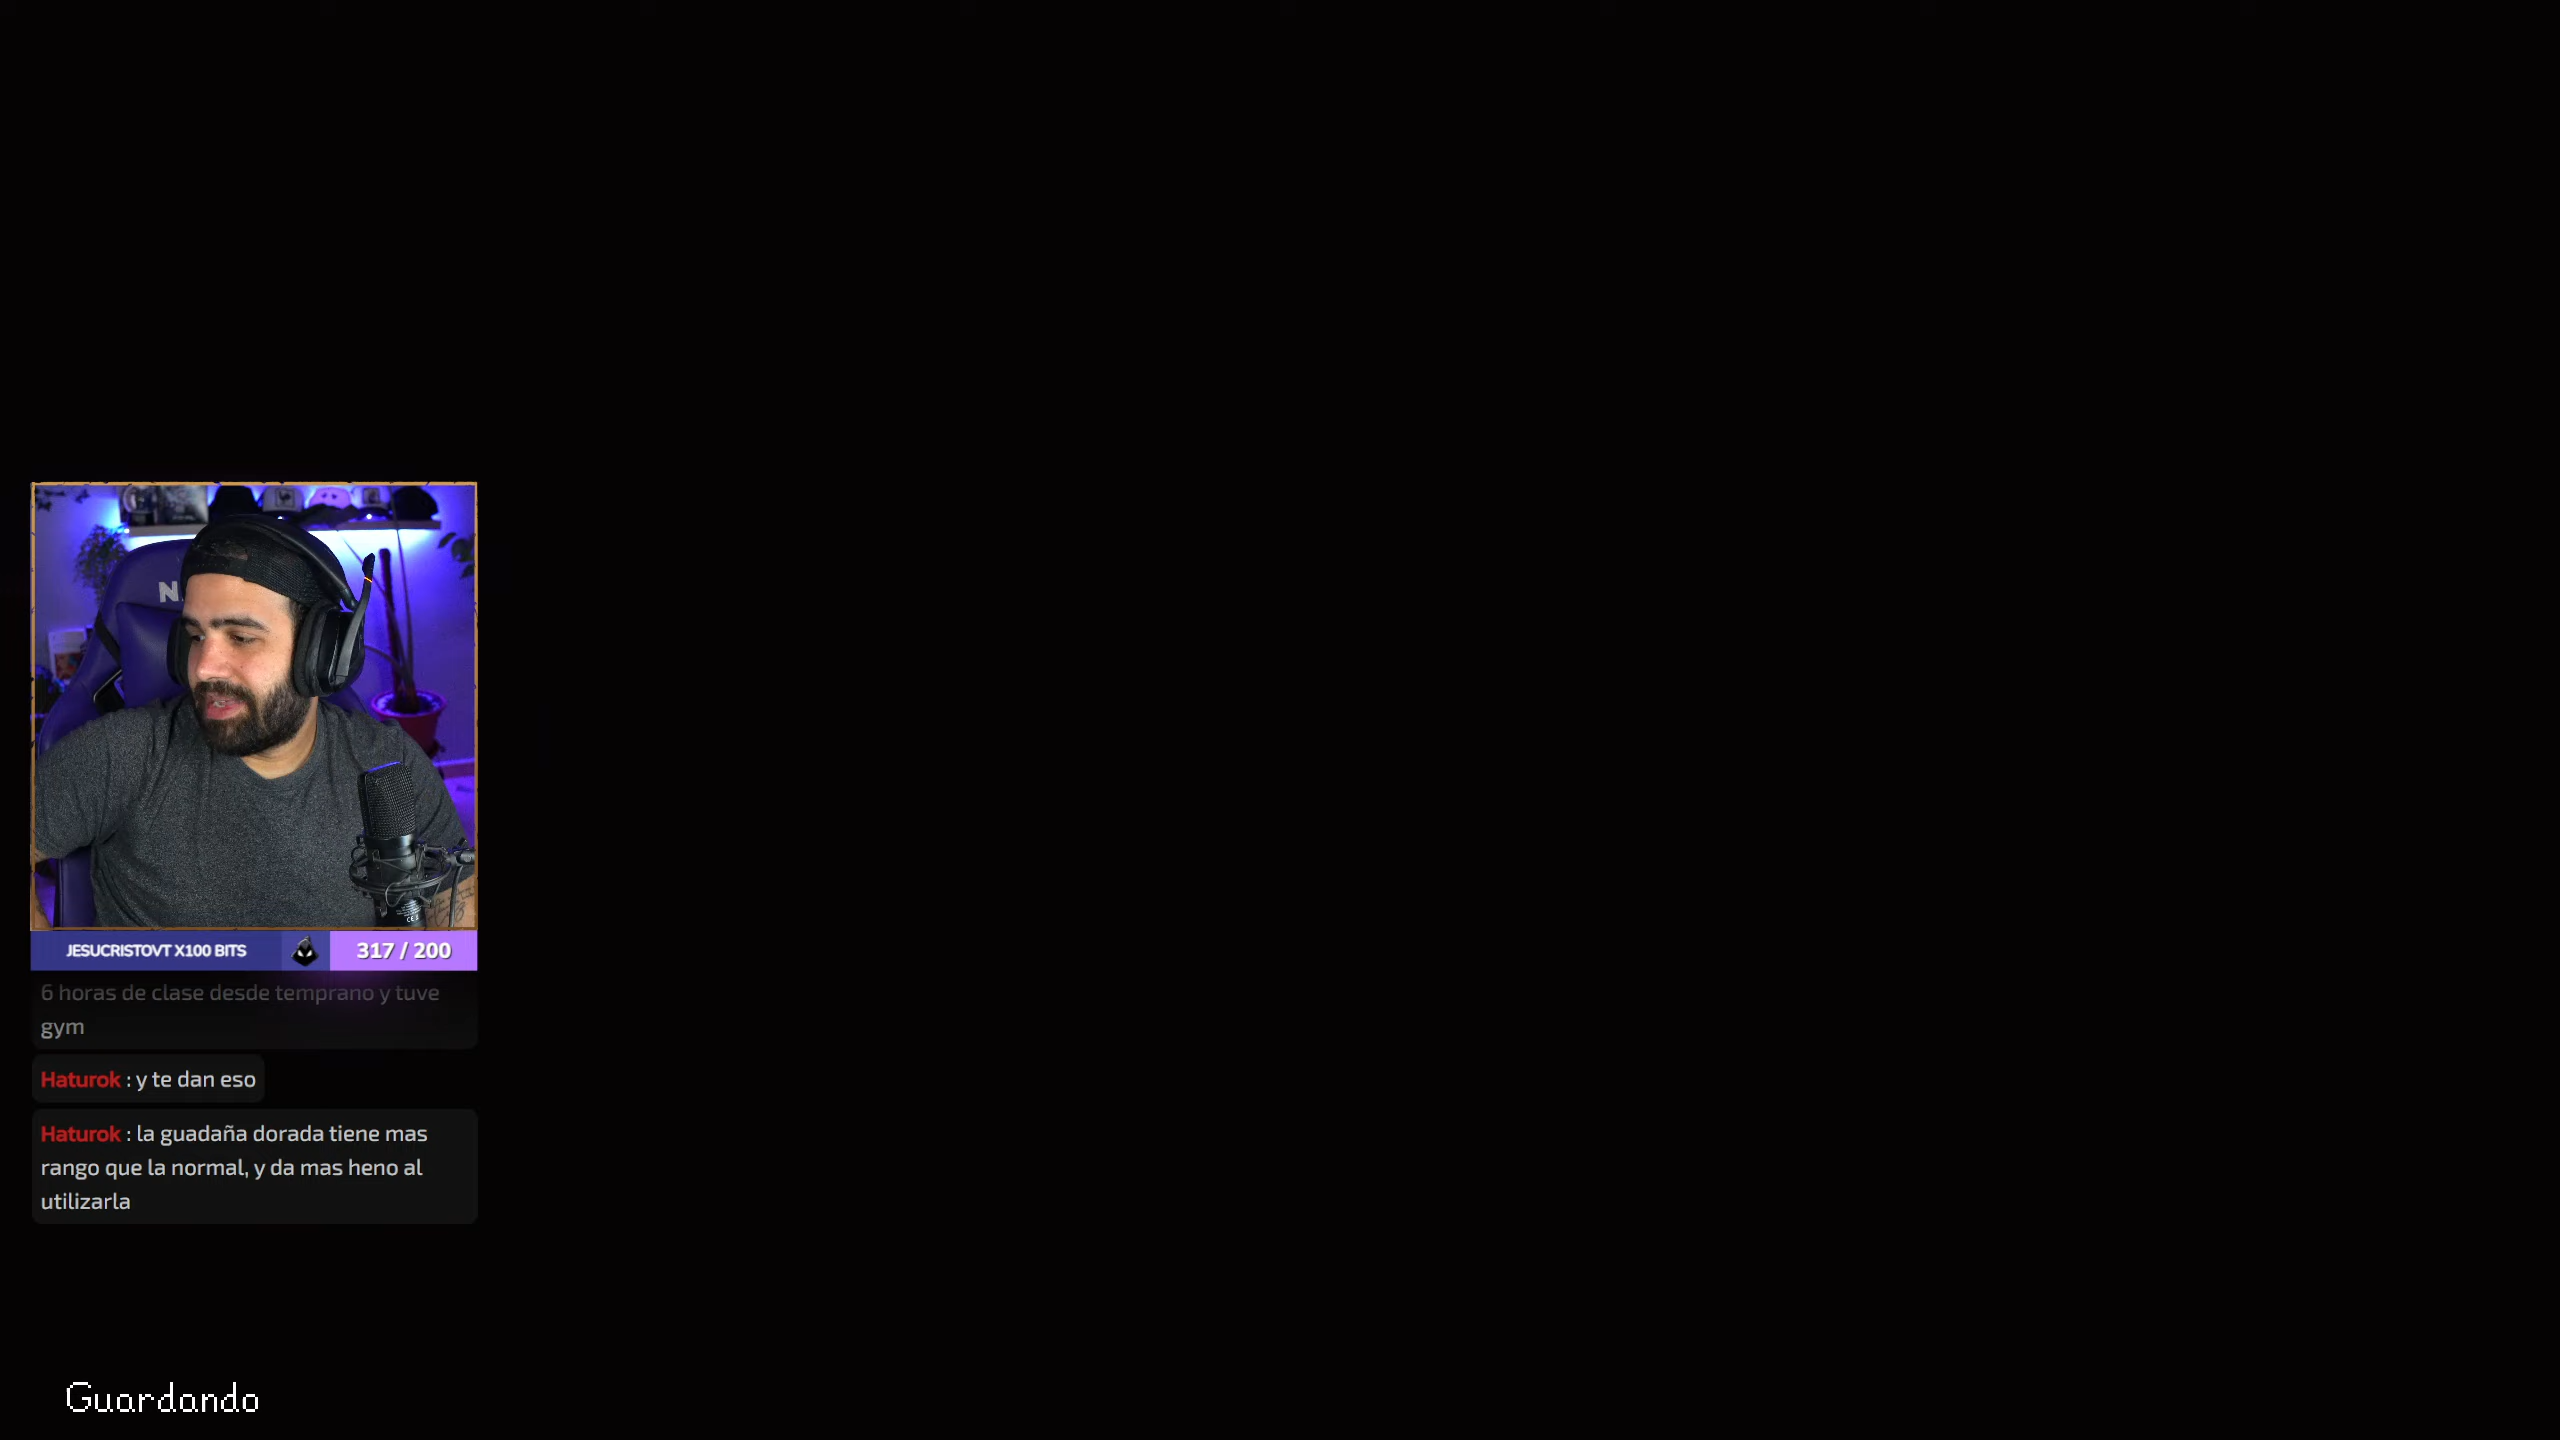 N
JESUCRISTOVT X100 BITS
317 / 200
6 horas de clase desde temprano y tuve
gym
Haturok : y te dan eso
Haturok : la guadaña dorada tiene mas
rango que la normal, y da mas heno al
utilizarla
Guardando